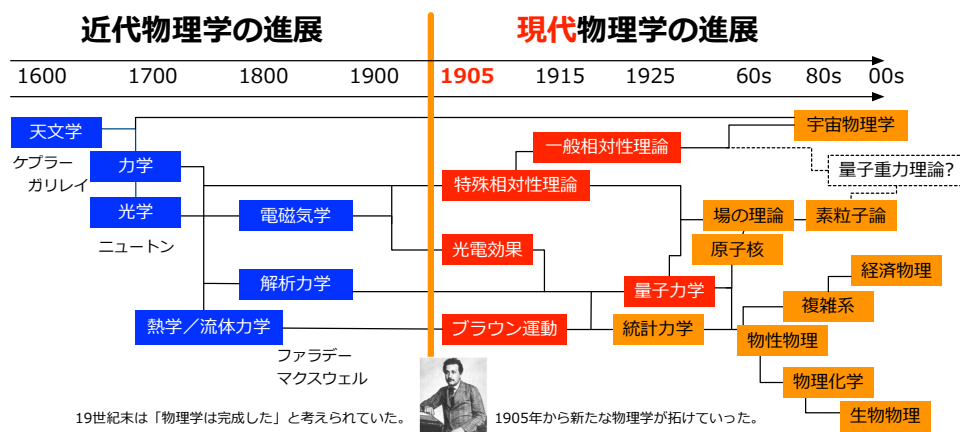 近代物理学の進展
現代物理学の進展
1600 1700 1800 1900 1905 1915 1925 60s 80s 00s
天文学
宇宙物理学
ケプラー
ガリレイ
力学
一般相対性理論
量子重力理論?
特殊相対性理論
光学
電磁気学
場の理論
素粒子論
ニュートン
光電効果
原子核
経済物理
解析力学
量子力学
複雑系
熱学／流体力学
ブラウン運動
統計力学
物性物理
ファラデー
マクスウェル
物理化学
生物物理
19世紀末は「物理学は完成した」と考えられていた。
1905年から新たな物理学が拓けていった。